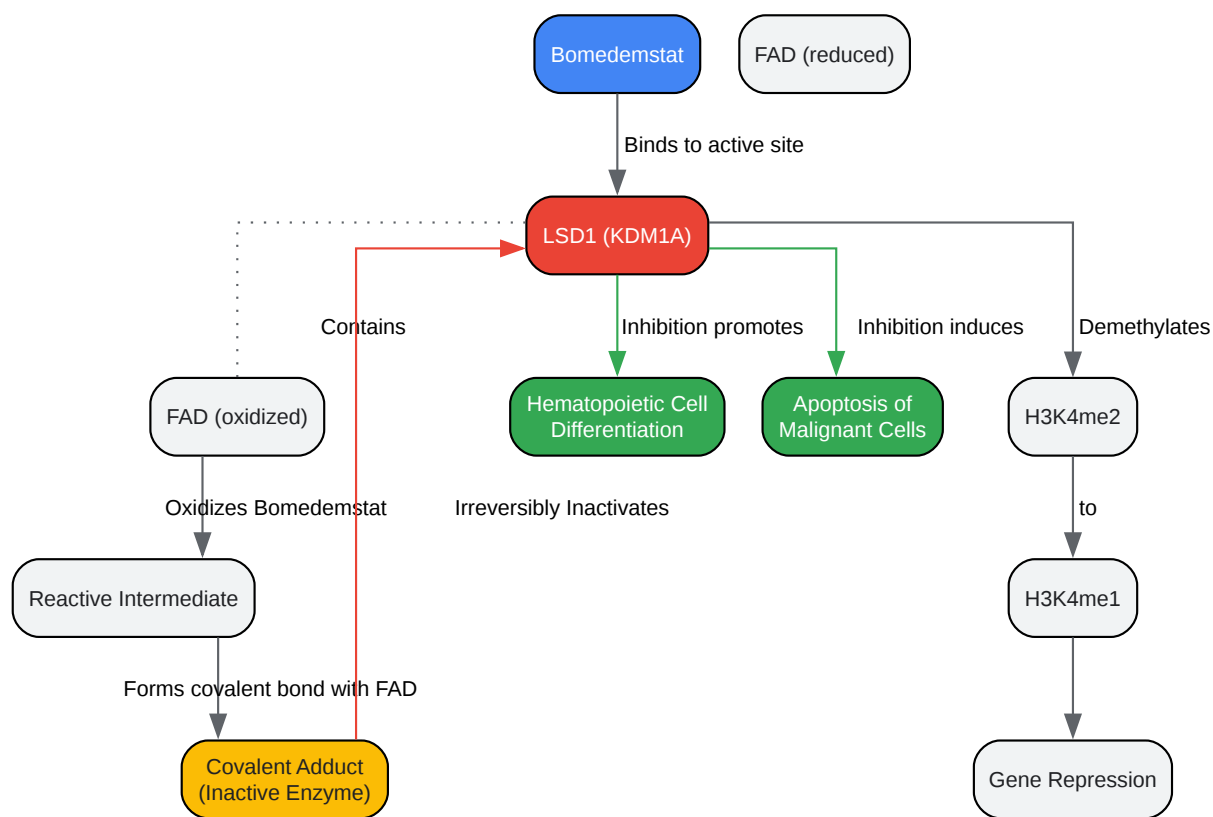 Bomedemstat
FAD (reduced)
Binds to active site
LSD1 (KDM1A)
Contains
Inhibition promotes
Inhibition induces
Demethylates
FAD (oxidized)
Hematopoietic Cell
Differentiation
Apoptosis of
Malignant Cells
H3K4me2
Oxidizes Bomedemstat
Irreversibly Inactivates
to
Reactive Intermediate
H3K4me1
Forms covalent bond with FAD
Covalent Adduct
(Inactive Enzyme)
Gene Repression